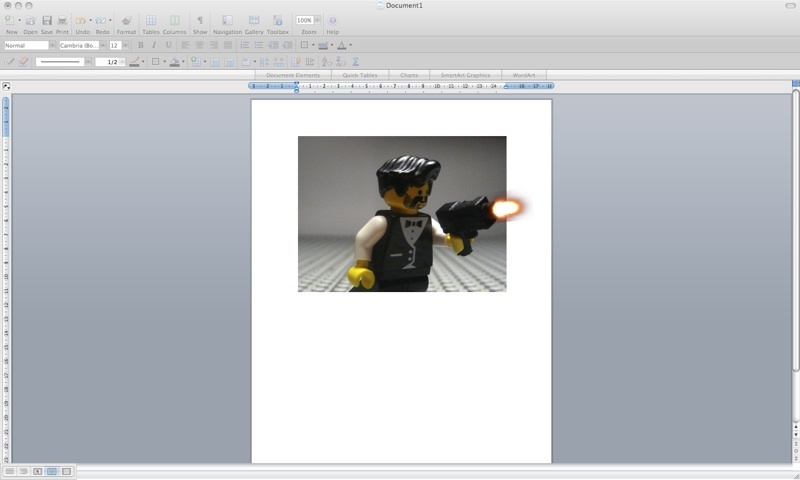 Document1
100%
New Open Save Print Undo Redo Format Tables Columns Show Navigation Gallery Toolbox Zoom Help
Normal Cambria (Bo... 12 B I U
1/2
Document Elements Quick Tables Charts SmartArt Graphics WordArt